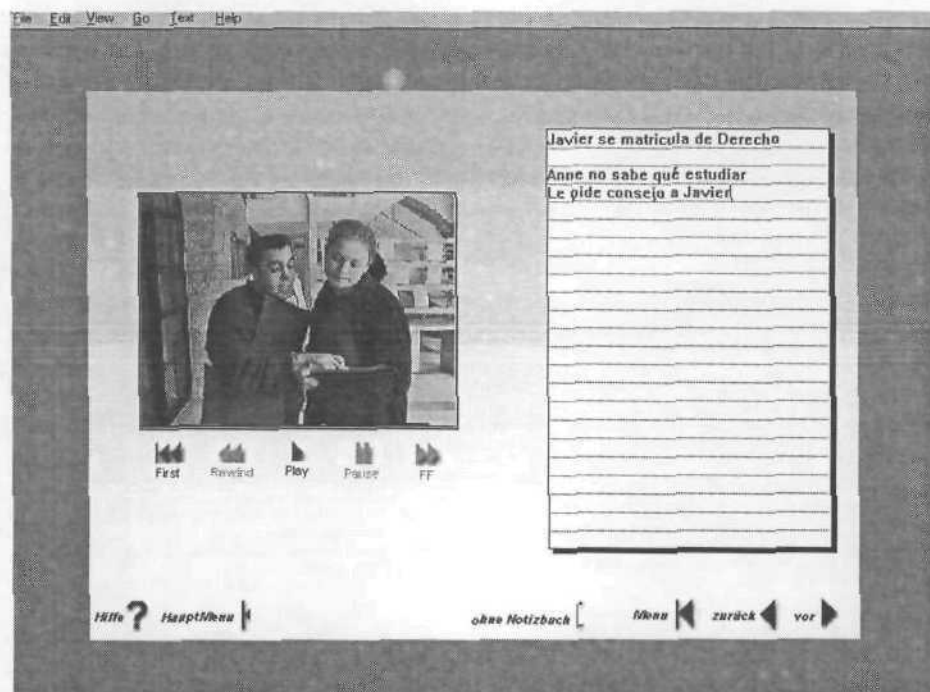 File Edit View Go Text Help
Javier se matricula de Derecho
Anne no sabe qué estudiar
Le pide consejo a Javier
First Rewind Play Pause FF
Hilfe ? HauptMenu
ohne Notizbuch
Menu zurück vor